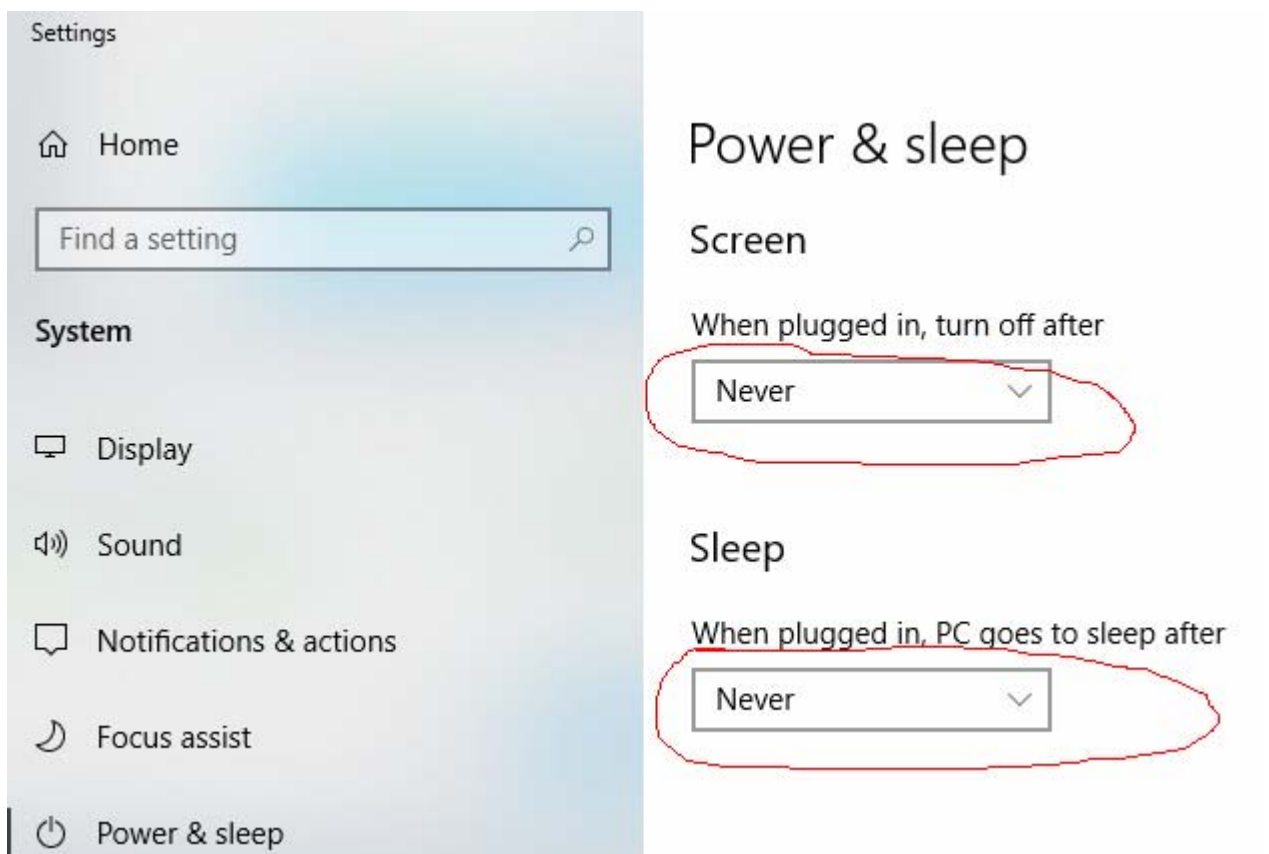 Settings
Home
Find a setting
System
Display
Sound
Notifications & actions
Focus assist
Power & sleep
Power & sleep
Screen
When plugged in, turn off after
Never
Sleep
When plugged in, PC goes to sleep after
Never